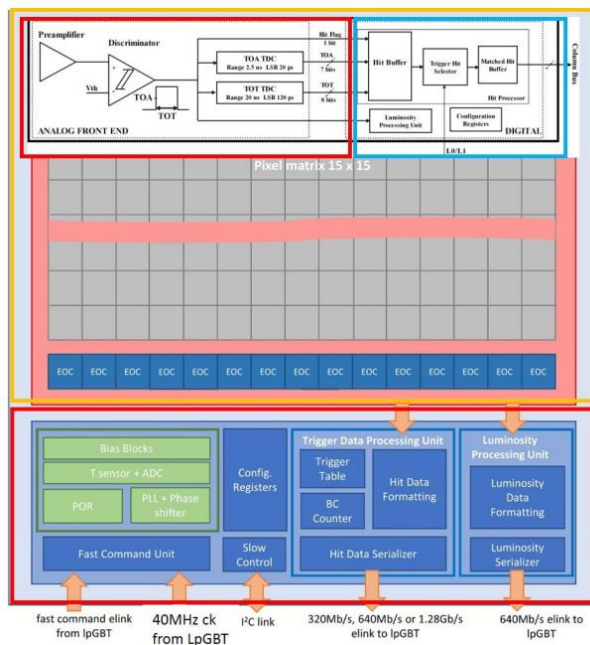 Preamplifier
Discriminator
Hit Flag
1 bit
TOA TDC
Range 2.5 ns LSB 20 ps
TOA
7 bits
Vth
TOA
TOT TDC
Range 20 ns LSB 120 ps
TOT
8 bits
TOT
ANALOG FRONT END
Hit Buffer
Trigger Hit
Selector
Matched Hit
Buffer
Hit Processor
Column Bus
Luminosity
Processing Unit
Configuration
Registers
DIGITAL
L0/L1
Pixel matrix 15 x 15
EOC EOC EOC EOC EOC EOC EOC EOC EOC EOC EOC EOC EOC EOC EOC
Bias Blocks
T sensor + ADC
POR
PLL + Phase
shifter
Fast Command Unit
Config.
Registers
Slow
Control
Trigger Data Processing Unit
Trigger
Table
BC
Counter
Hit Data
Formatting
Hit Data Serializer
Luminosity
Processing Unit
Luminosity
Data
Formatting
Luminosity
Serializer
fast command elink
from lpGBT
40MHz ck
from LpGBT
I²C link
320Mb/s, 640Mb/s or 1.28Gb/s
elink to lpGBT
640Mb/s elink to
lpGBT